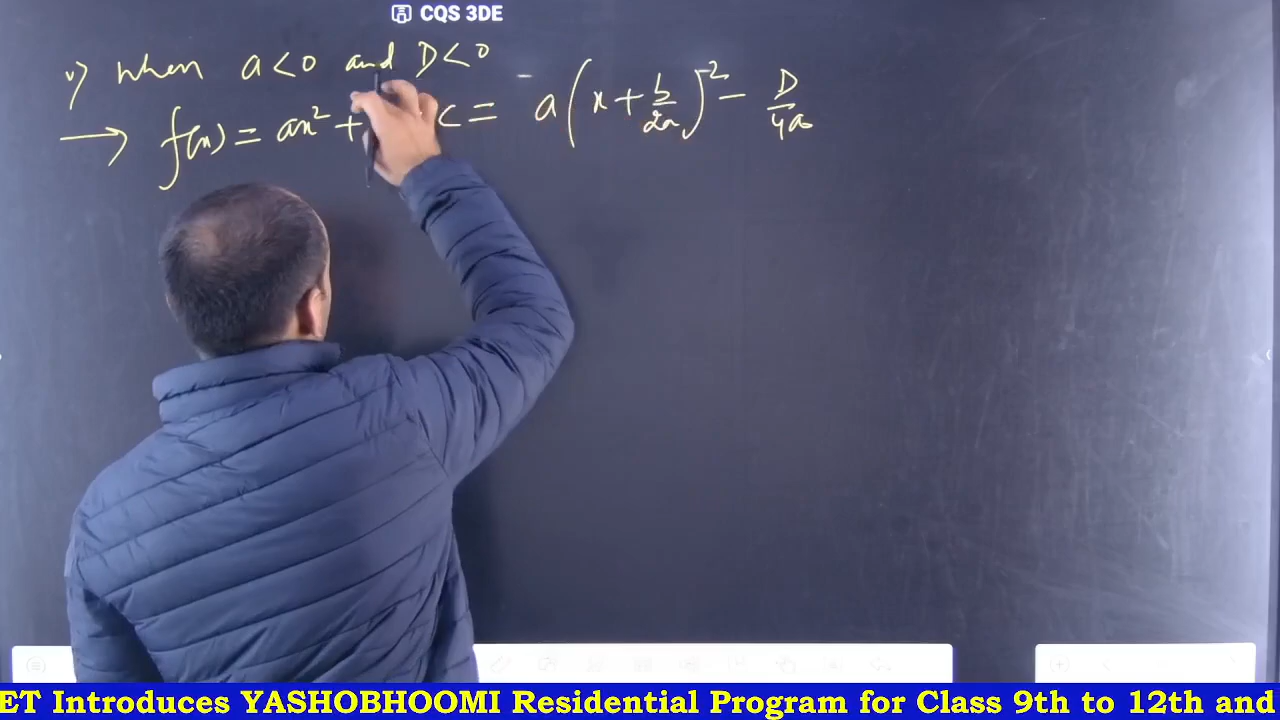 CQS 3DE
v) when a < 0 and D < 0
→ f(x) = ax² + c = a(x + b/2a)² - D/4a
ET Introduces YASHOBHOOMI Residential Program for Class 9th to 12th and